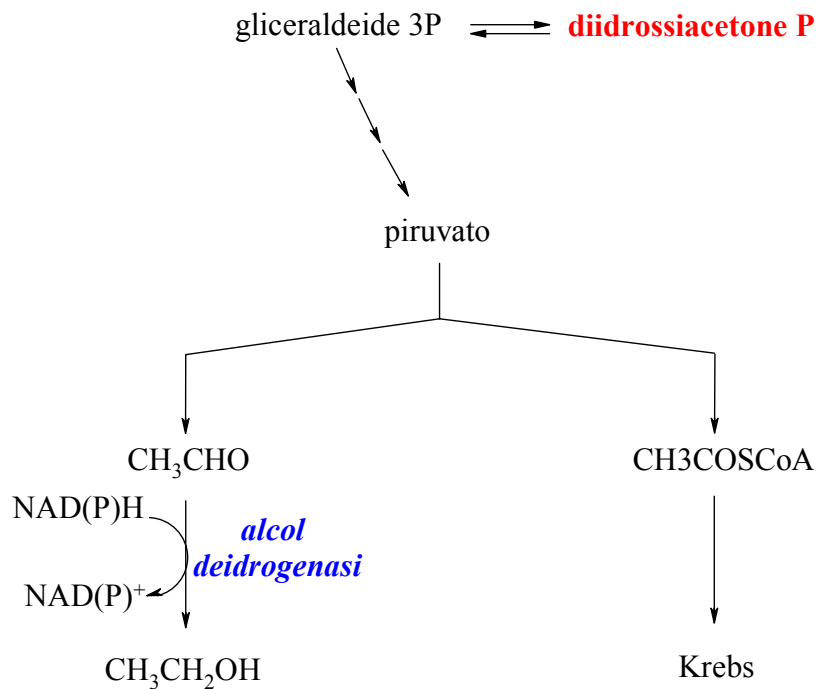 gliceraldeide 3P diidrossiacetone P
piruvato
CH₃CHO CH3COSCoA
NAD(P)H
alcol
deidrogenasi
NAD(P)⁺
CH₃CH₂OH Krebs